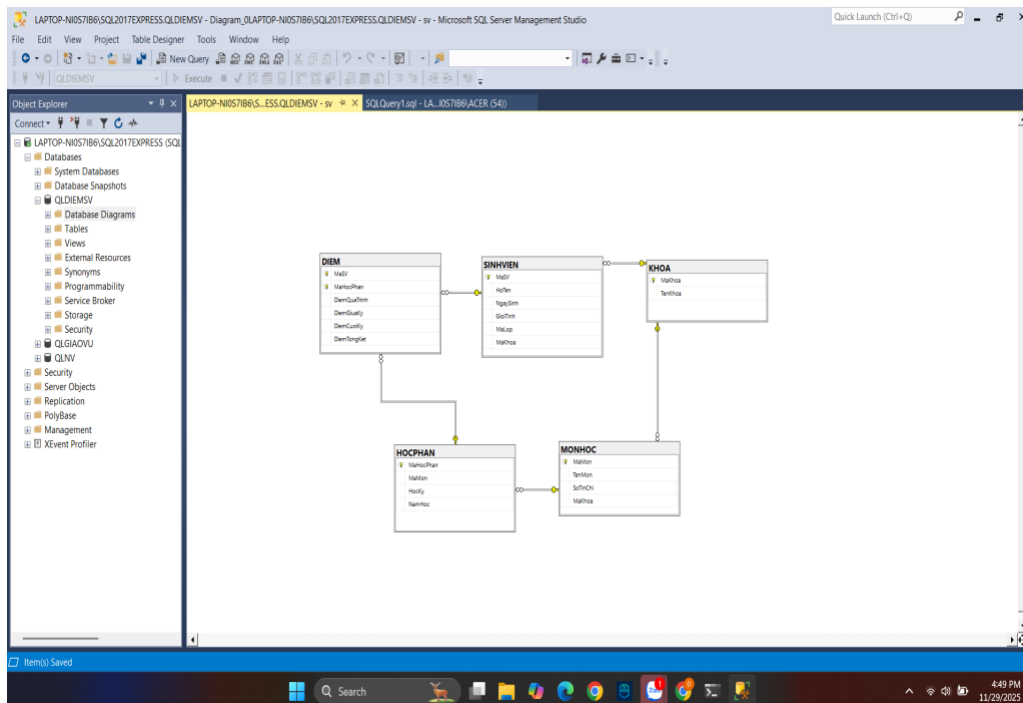 LAPTOP-NI0S7IB6\SQL2017EXPRESS.QLDIEMSV - Diagram_0LAPTOP-NI0S7IB6\SQL2017EXPRESS.QLDIEMSV - sv - Microsoft SQL Server Management Studio
Quick Launch (Ctrl+Q)
File Edit View Project Table Designer Tools Window Help
New Query
QLDIEMSV
Execute
Object Explorer
LAPTOP-NI0S7IB6\S...ESS.QLDIEMSV - sv
SQLQuery1.sql - LA...I0S7IB6\ACER (54))
Connect
LAPTOP-NI0S7IB6\SQL2017EXPRESS (SQL
Databases
System Databases
Database Snapshots
QLDIEMSV
Database Diagrams
Tables
Views
External Resources
Synonyms
Programmability
Service Broker
Storage
Security
QLGIAOVU
QLNV
Security
Server Objects
Replication
PolyBase
Management
XEvent Profiler
DIEM
MaSV
MaHocPhan
DiemQuaTrinh
DiemGiuaKy
DiemCuoiKy
DiemTongKet
SINHVIEN
MaSV
HoTen
NgaySinh
GioiTinh
MaLop
MaKhoa
KHOA
MaKhoa
TenKhoa
HOCPHAN
MaHocPhan
MaMon
HocKy
NamHoc
MONHOC
MaMon
TenMon
SoTinChi
MaKhoa
Item(s) Saved
Search
1
4:49 PM
11/29/2025